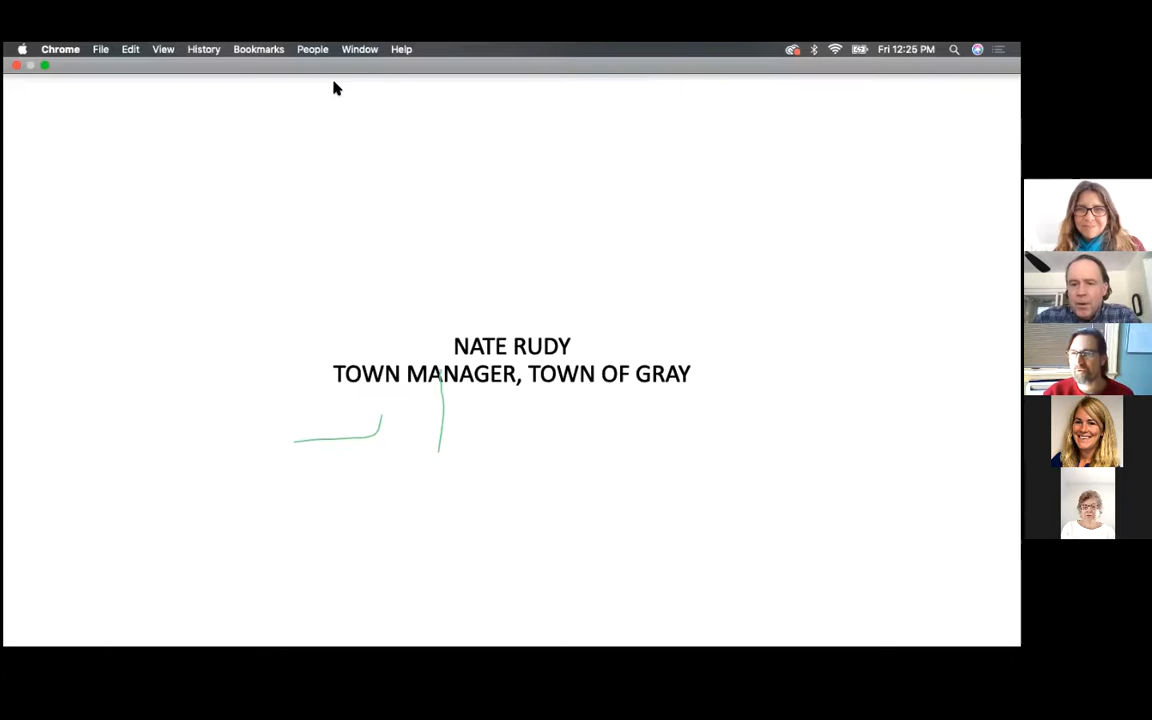 Chrome File Edit View History Bookmarks People Window Help Fri 12:25 PM
NATE RUDY
TOWN MANAGER, TOWN OF GRAY